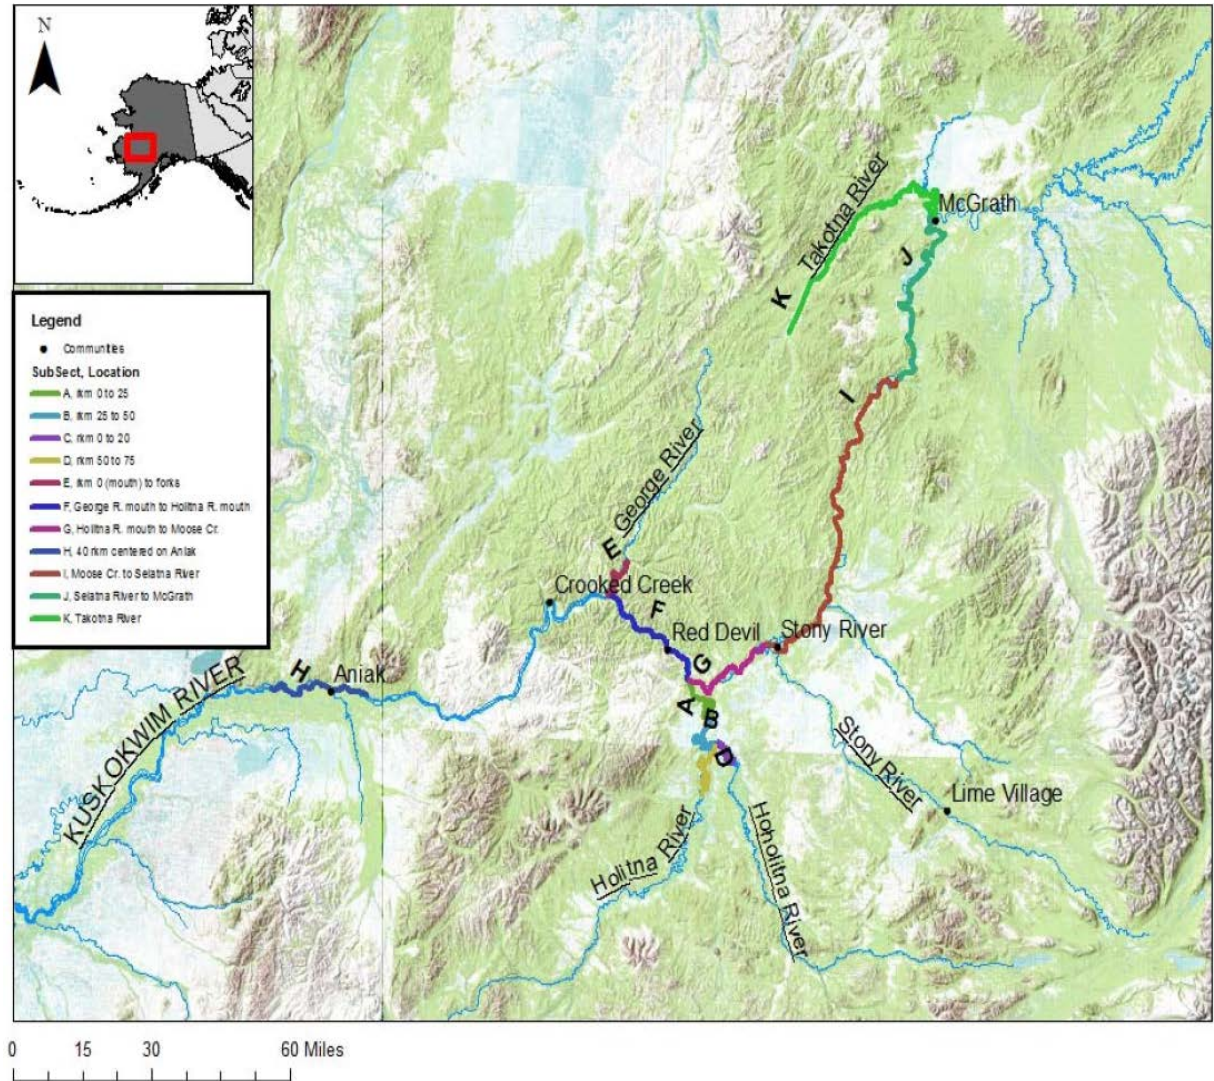 N
Legend
Communities
SubSect, Location
A, rkm 0 to 25
B, rkm 25 to 50
C, rkm 0 to 20
D, rkm 50 to 75
E, rkm 0 (mouth) to forks
F, George R. mouth to Holitna R. mouth
G, Holitna R. mouth to Moose Cr.
H, 40 rkm centered on Aniak
I, Moose Cr. to Selatna River
J, Selatna River to McGrath
K, Takotna River
Takotna River
McGrath
J
K
I
George River
E
Crooked Creek
F
Red Devil
Stony River
G
H
Aniak
A
B
D
KUSKOKWIM RIVER
Stony River
Lime Village
Holitna River
Hoholitna River
0 15 30 60 Miles